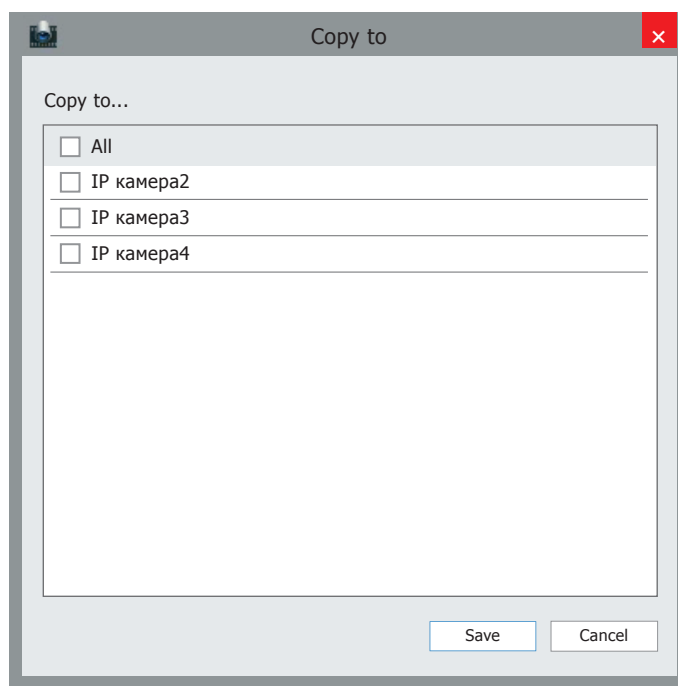 Copy to
Copy to...
All
IP камера2
IP камера3
IP камера4
Save Cancel